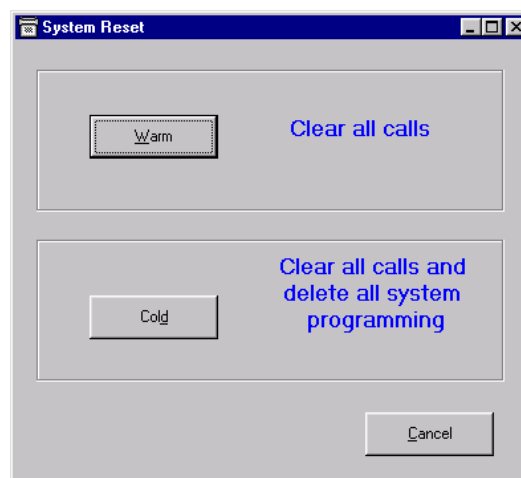 System Reset
Warm
Clear all calls
Cold
Clear all calls and
delete all system
programming
Cancel